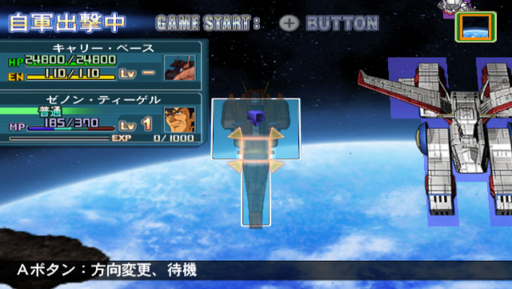 自軍出撃中
GAME START:
BUTTON
キャリー・ベース
HP 24800/24800
EN 110/110 Lv ー
ゼノン・ティーゲル
普通
MP 185/370 Lv 1
EXP 0/1000
Aボタン:方向変更、待機